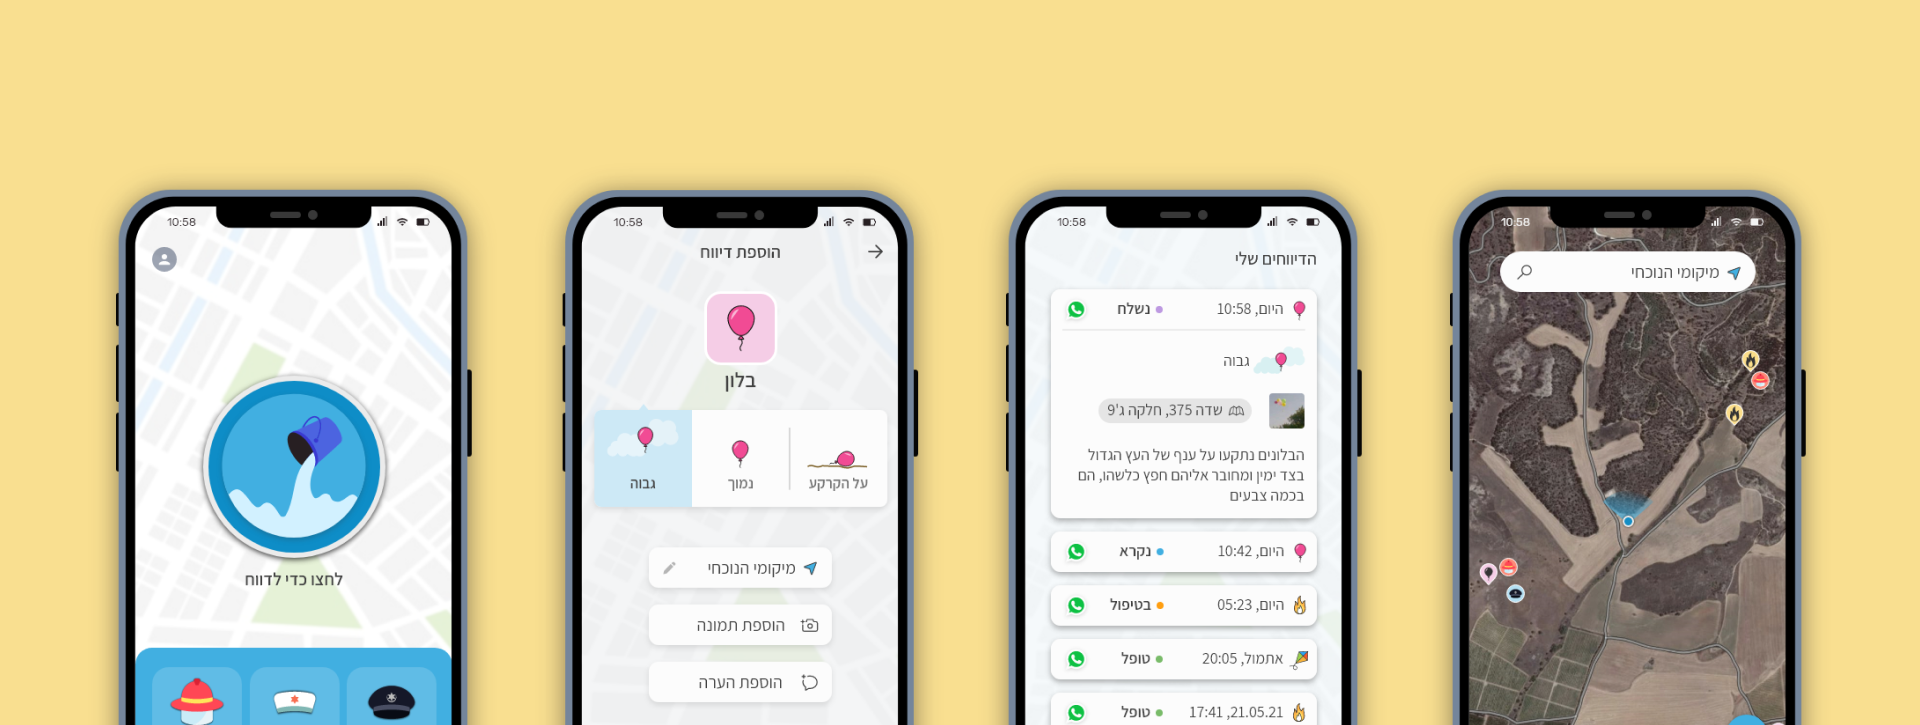 10:58
לחצו כדי לדווח
10:58
הוספת דיווח
בלון
על הקרקע
נמוך
גבוה
מיקומי הנוכחי
הוספת תמונה
הוספת הערה
10:58
הדיווחים שלי
היום, 10:58 נשלח
גבוה
שדה 375, חלקה ג'9
הבלונים נתקעו על ענף של העץ הגדול
בצד ימין ומחובר אליהם חפץ כלשהו, הם
בכמה צבעים
היום, 10:42 נקרא
היום, 05:23 בטיפול
אתמול, 20:05 טופל
17:41 ,21.05.21 טופל
10:58
מיקומי הנוכחי